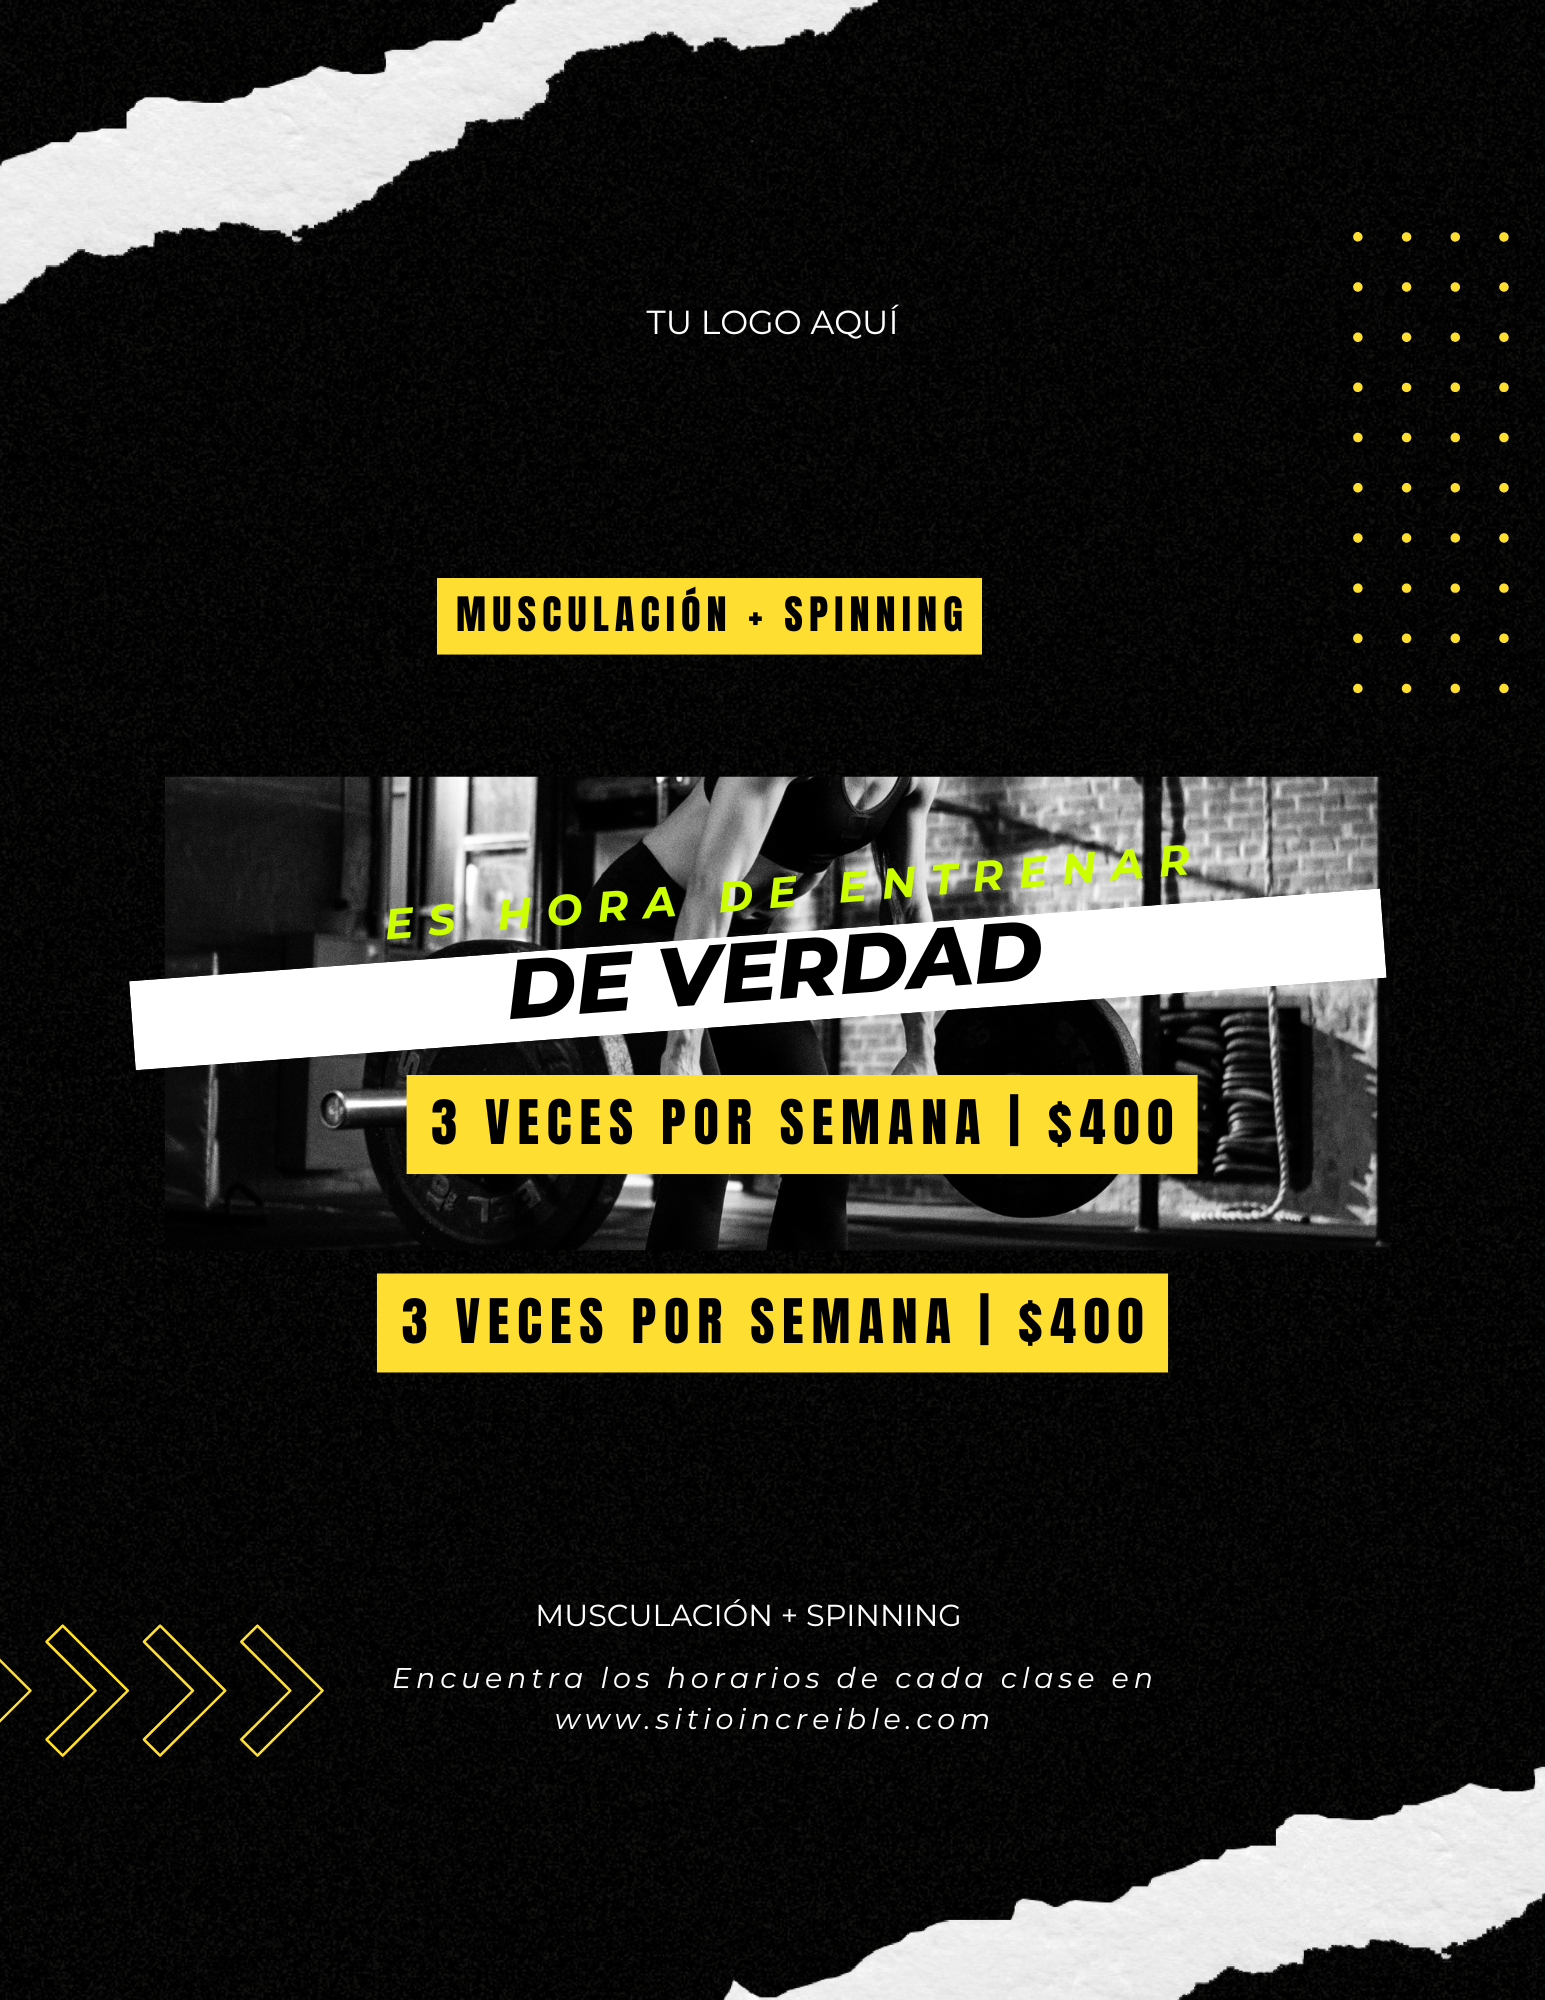 TU LOGO AQUÍ
MUSCULACIÓN + SPINNING
ES HORA DE ENTRENAR
DE VERDAD
3 VECES POR SEMANA | $400
3 VECES POR SEMANA | $400
MUSCULACIÓN + SPINNING
Encuentra los horarios de cada clase en
www.sitioincreible.com